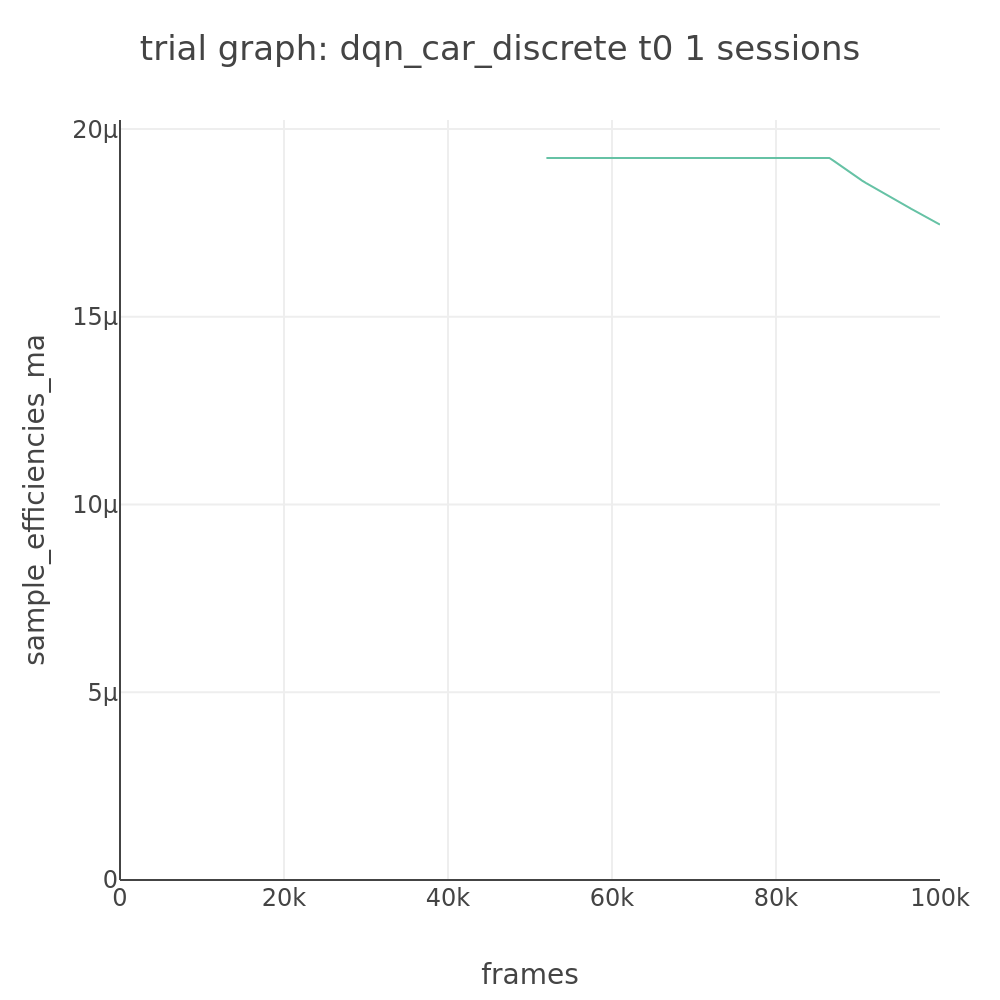 trial graph: dqn_car_discrete t0 1 sessions
20μ
15μ
10μ
5μ
0
sample_efficiencies_ma
0 20k 40k 60k 80k 100k
frames